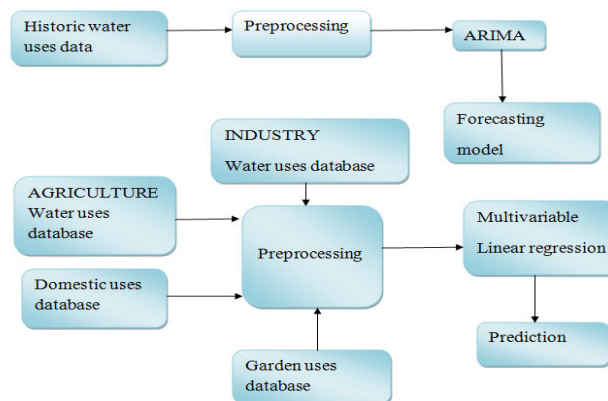 Historic water
uses data
Preprocessing
ARIMA
Forecasting
model
INDUSTRY
Water uses database
AGRICULTURE
Water uses
database
Preprocessing
Multivariable
Linear regression
Domestic uses
database
Prediction
Garden uses
database